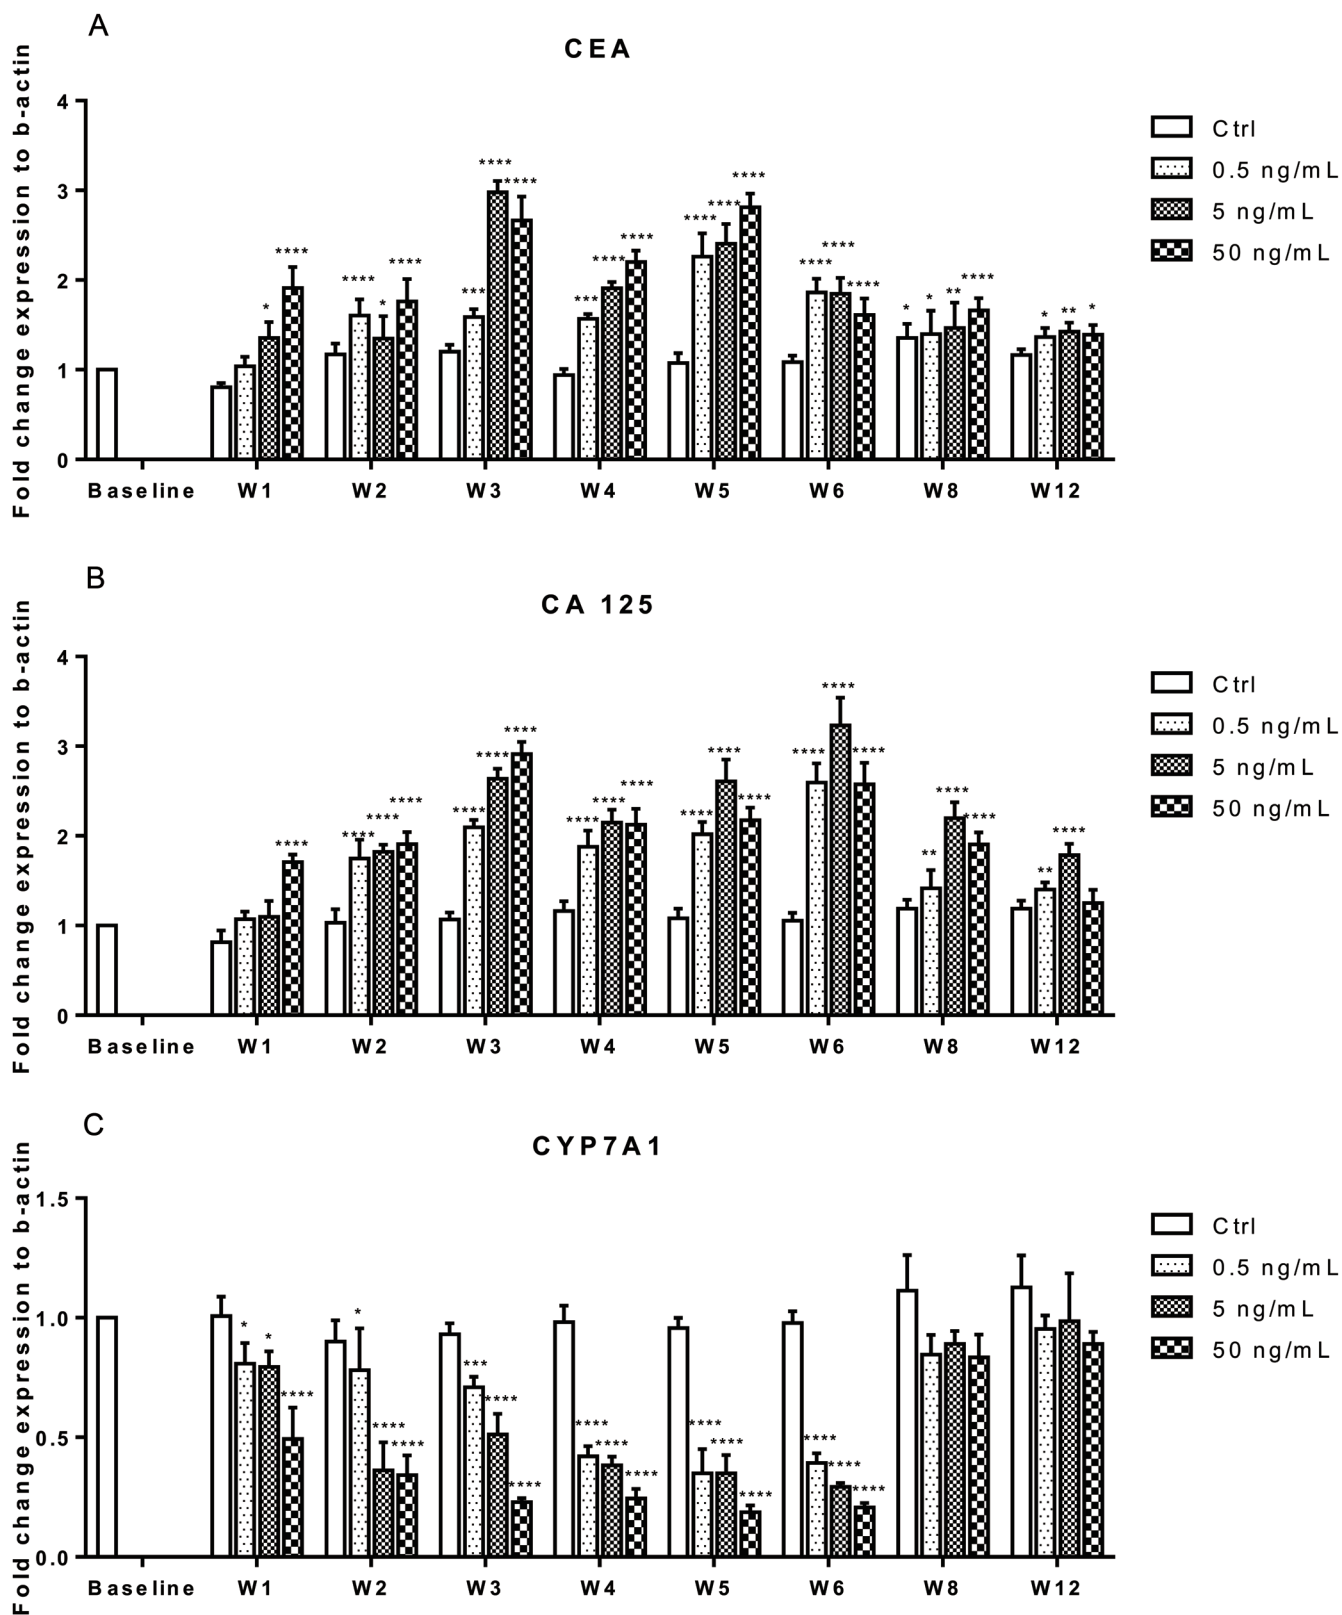 A
CEA
Fold change expression to b-actin
4
3
2
1
0
* **** **** * **** *** **** **** *** **** **** **** **** **** **** **** **** * * ** **** * ** *
Baseline W1 W2 W3 W4 W5 W6 W8 W12
Ctrl
0.5 ng/mL
5 ng/mL
50 ng/mL
B
CA 125
Fold change expression to b-actin
4
3
2
1
0
**** **** **** **** **** **** **** **** **** **** **** **** **** **** **** **** ** **** **** ** ****
Baseline W1 W2 W3 W4 W5 W6 W8 W12
Ctrl
0.5 ng/mL
5 ng/mL
50 ng/mL
C
CYP7A1
Fold change expression to b-actin
1.5
1.0
0.5
0.0
* * **** * **** **** *** **** **** **** **** **** **** **** **** **** **** ****
Baseline W1 W2 W3 W4 W5 W6 W8 W12
Ctrl
0.5 ng/mL
5 ng/mL
50 ng/mL